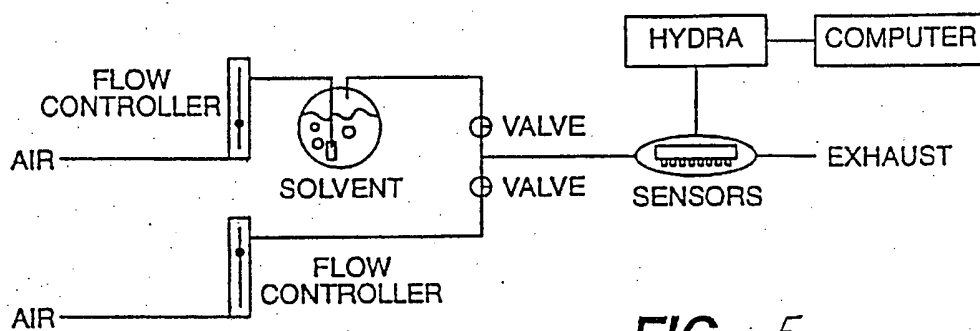 HYDRA
COMPUTER
FLOW
CONTROLLER
VALVE
AIR
EXHAUST
SOLVENT
VALVE
SENSORS
FLOW
CONTROLLER
AIR
FIG. 5